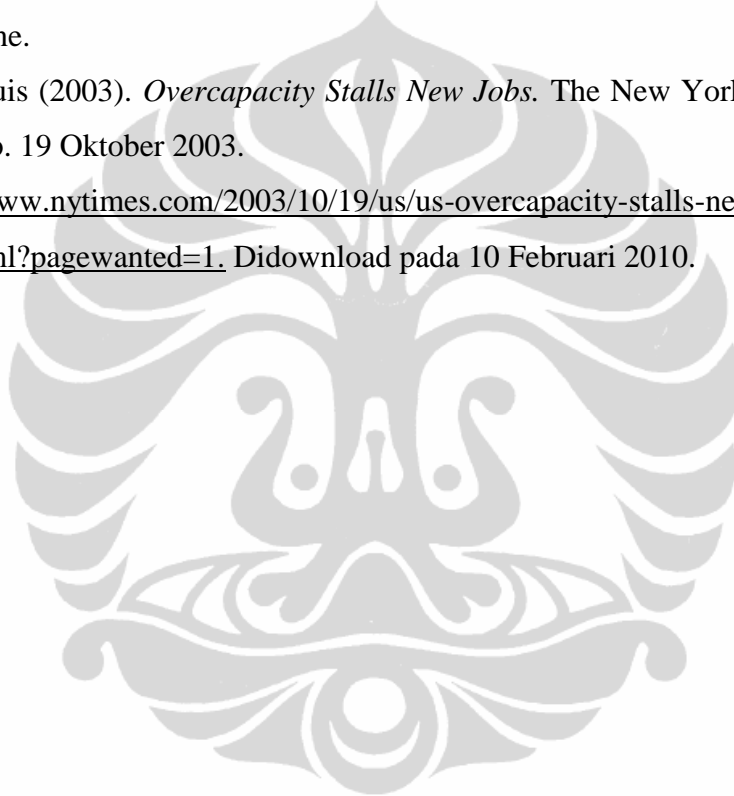 ne.
uis (2003). Overcapacity Stalls New Jobs. The New York
o. 19 Oktober 2003.
ww.nytimes.com/2003/10/19/us/us-overcapacity-stalls-ne
ml?pagewanted=1. Didownload pada 10 Februari 2010.